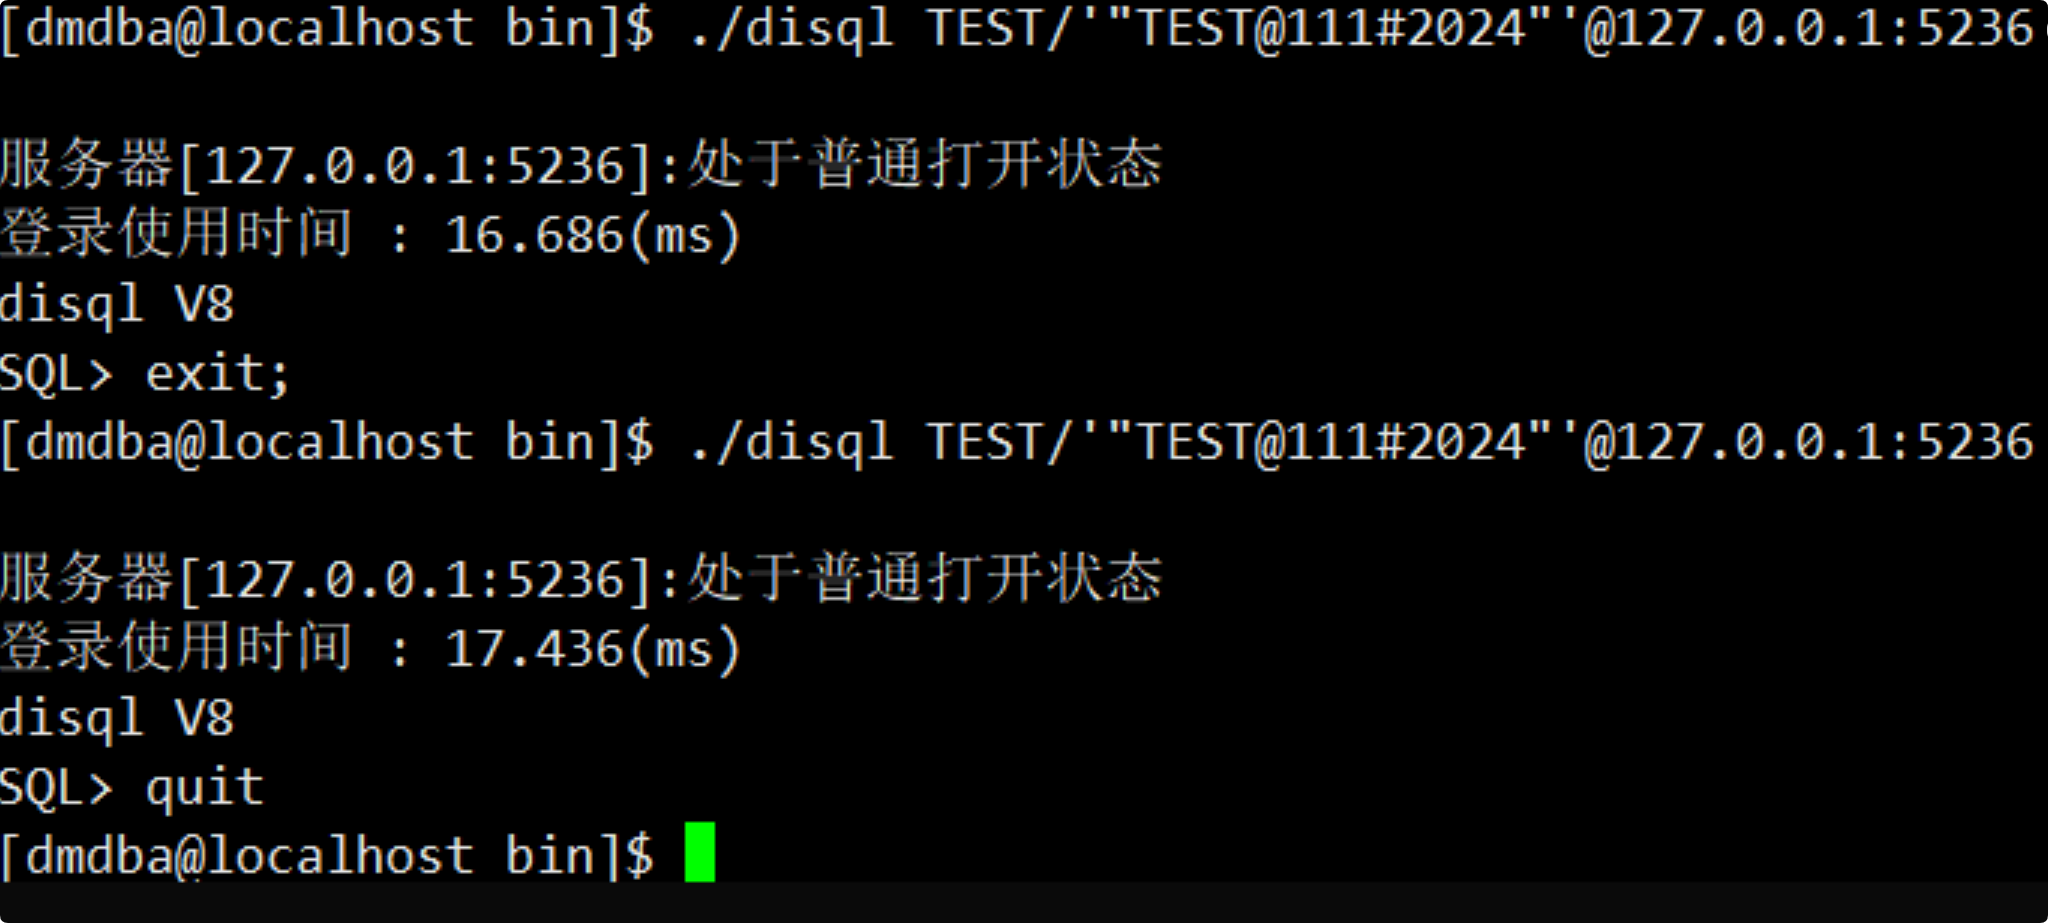 [dmdba@localhost bin]$ ./disql TEST/'"TEST@111#2024"'@127.0.0.1:5236
服务器[127.0.0.1:5236]:处于普通打开状态
登录使用时间 : 16.686(ms)
disql V8
SQL> exit;
[dmdba@localhost bin]$ ./disql TEST/'"TEST@111#2024"'@127.0.0.1:5236
服务器[127.0.0.1:5236]:处于普通打开状态
登录使用时间 : 17.436(ms)
disql V8
SQL> quit
[dmdba@localhost bin]$